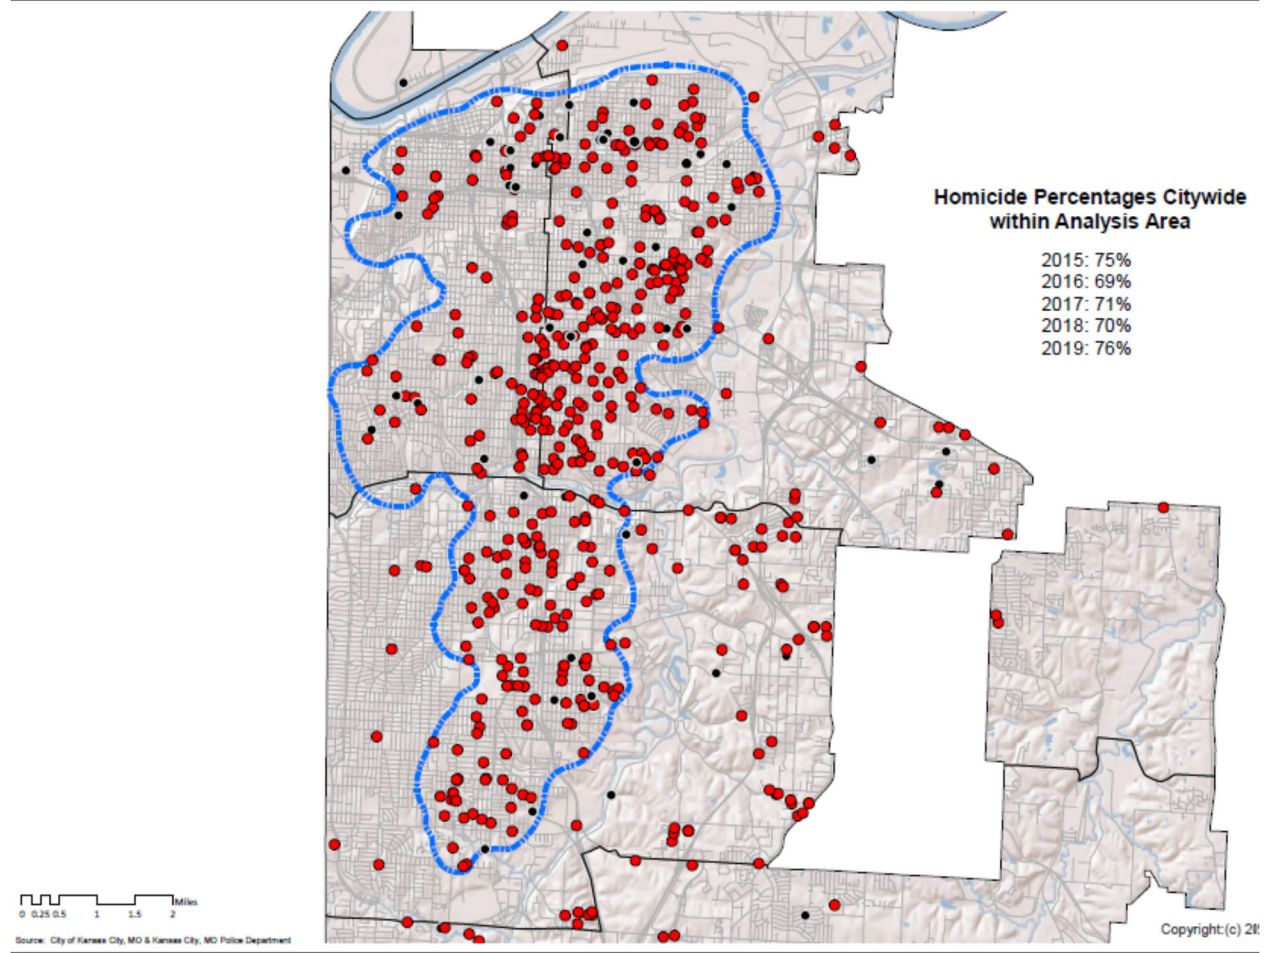 Homicide Percentages Citywide
within Analysis Area
2015: 75%
2016: 69%
2017: 71%
2018: 70%
2019: 76%
Miles
0 0.25 0.5 1 1.5 2
Source: City of Kansas City, MO & Kansas City, MO Police Department
Copyright:(c)